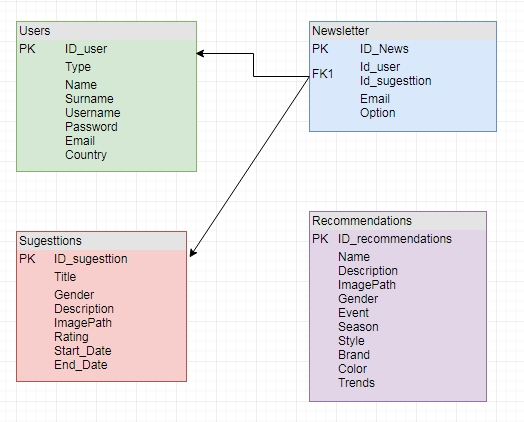 Users
PK ID_user
Type
Name
Surname
Username
Password
Email
Country
Newsletter
PK ID_News
FK1 Id_user
Id_sugesttion
Email
Option
Sugesttions
PK ID_sugesttion
Title
Gender
Description
ImagePath
Rating
Start_Date
End_Date
Recommendations
PK ID_recommendations
Name
Description
ImagePath
Gender
Event
Season
Style
Brand
Color
Trends